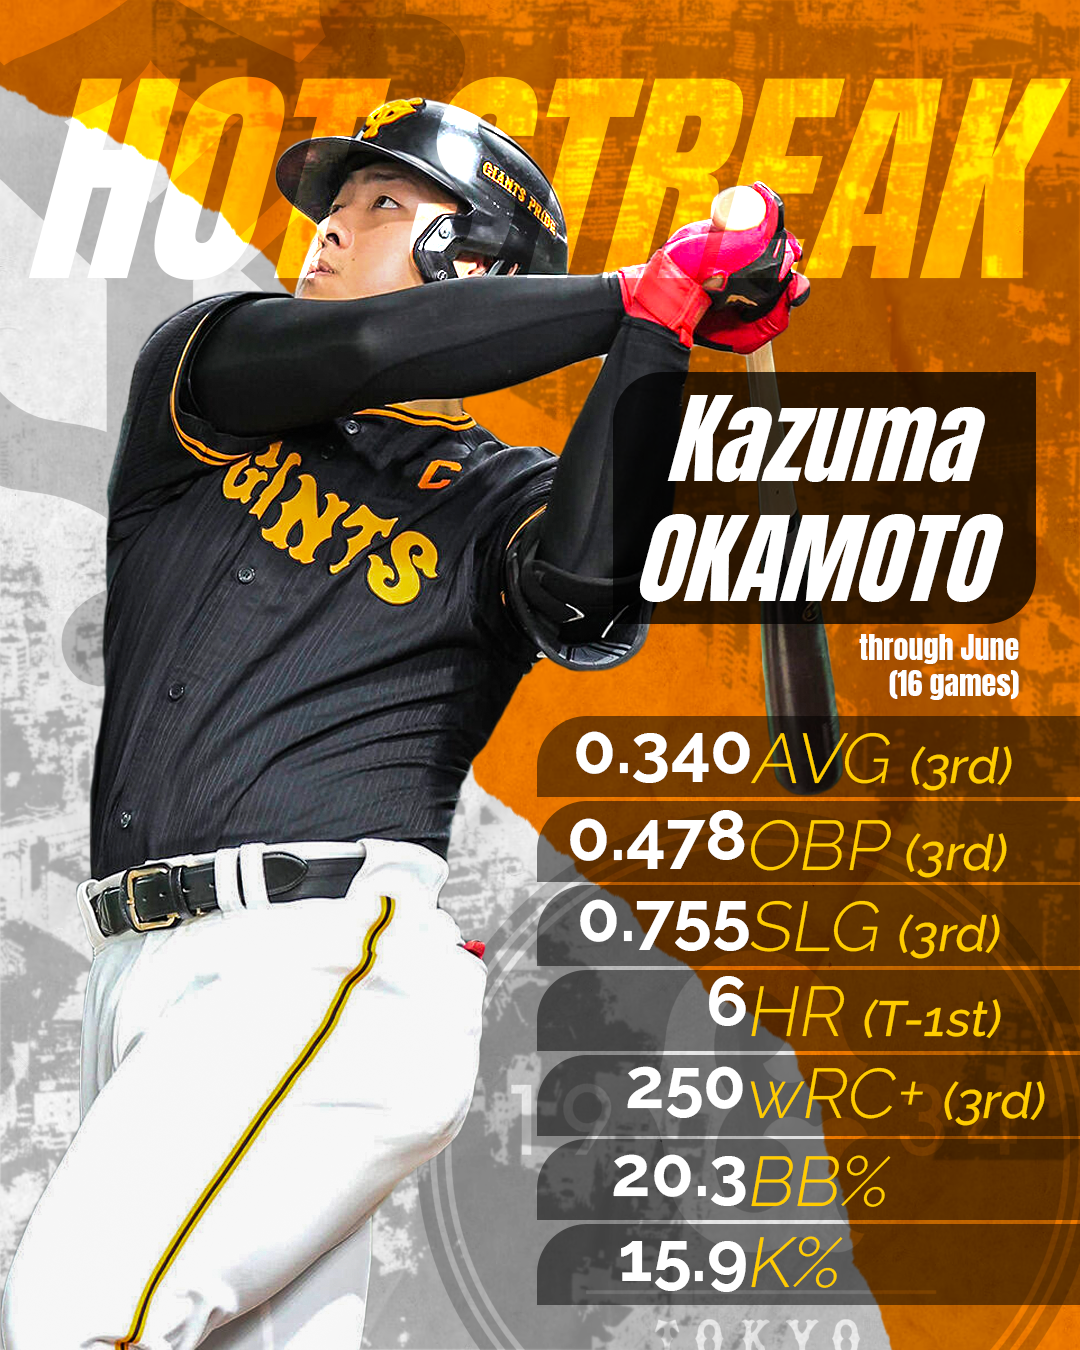 HOT STREAK
GIANTS PRIDE
GIANTS
C
Kazuma
OKAMOTO
through June
(16 games)
0.340 AVG (3rd)
0.478 OBP (3rd)
0.755 SLG (3rd)
6 HR (T-1st)
250 wRC+ (3rd)
20.3 BB%
15.9 K%
1934
TOKYO